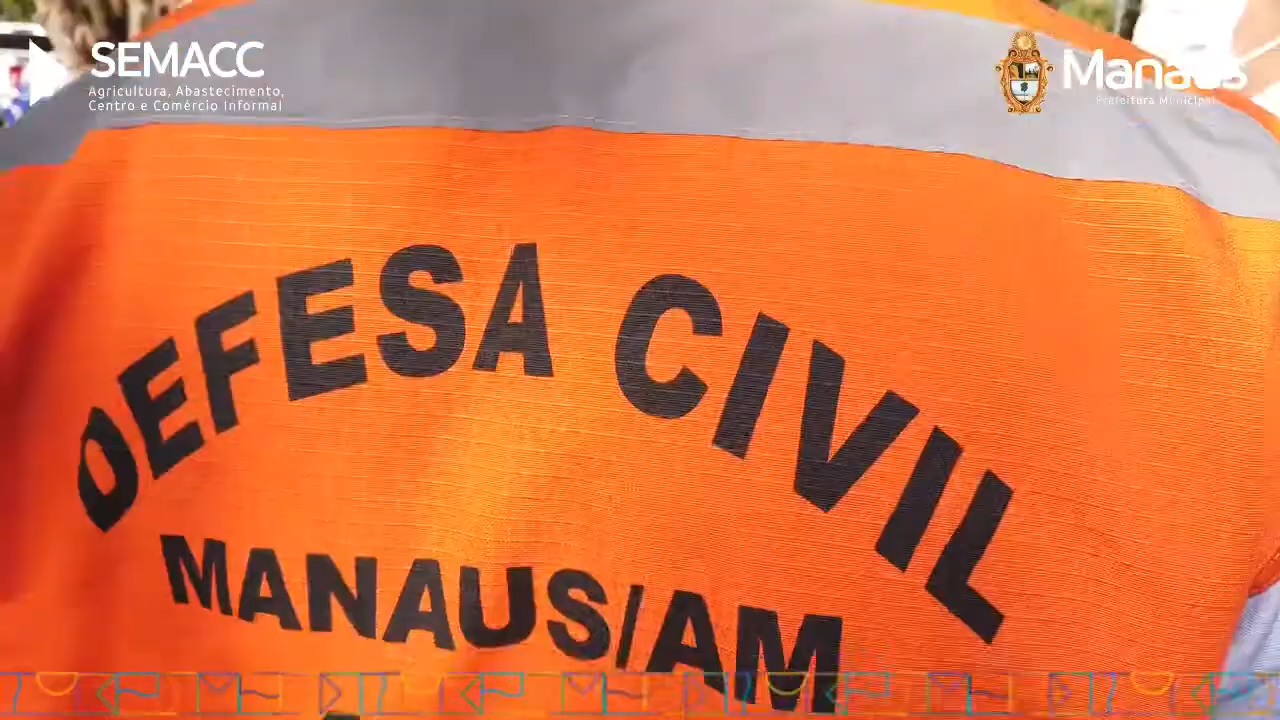 SEMACC
Agricultura, Abastecimento,
Centro e Comércio Informal
Manaus
Prefeitura Municipal
DEFESA CIVIL
MANAUS/AM